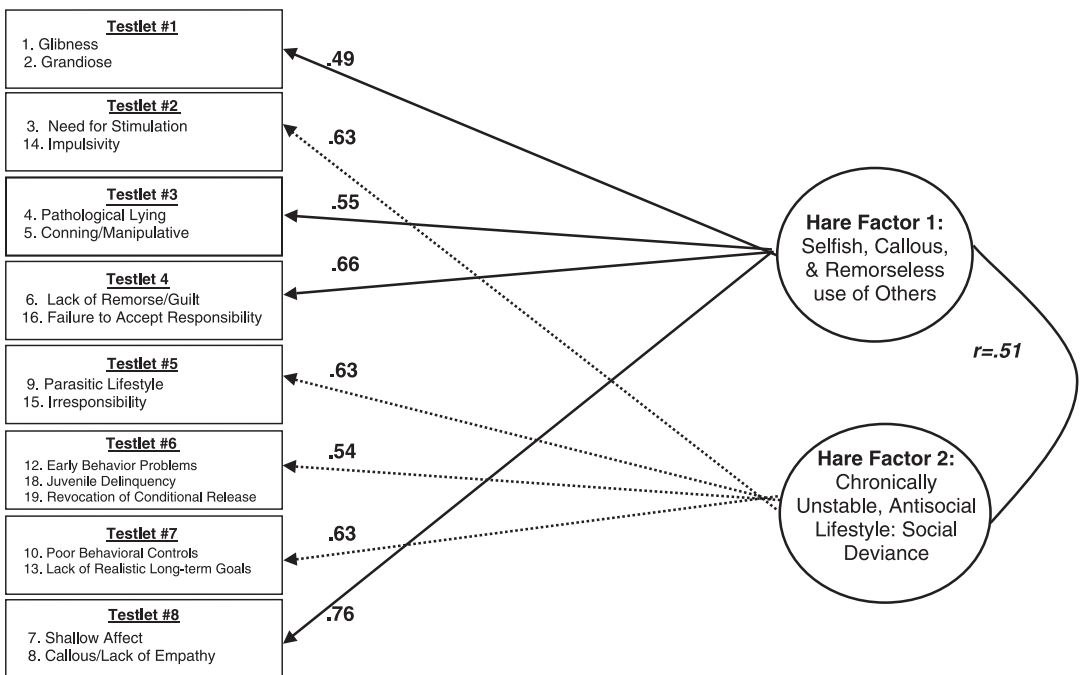 Testlet #1
1. Glibness
2. Grandiose
Testlet #2
3. Need for Stimulation
14. Impulsivity
Testlet #3
4. Pathological Lying
5. Conning/Manipulative
Testlet 4
6. Lack of Remorse/Guilt
16. Failure to Accept Responsibility
Testlet #5
9. Parasitic Lifestyle
15. Irresponsibility
Testlet #6
12. Early Behavior Problems
18. Juvenile Delinquency
19. Revocation of Conditional Release
Testlet #7
10. Poor Behavioral Controls
13. Lack of Realistic Long-term Goals
Testlet #8
7. Shallow Affect
8. Callous/Lack of Empathy
.49
.63
.55
.66
.63
.54
.63
.76
Hare Factor 1:
Selfish, Callous,
& Remorseless
use of Others
r=.51
Hare Factor 2:
Chronically
Unstable, Antisocial
Lifestyle: Social
Deviance